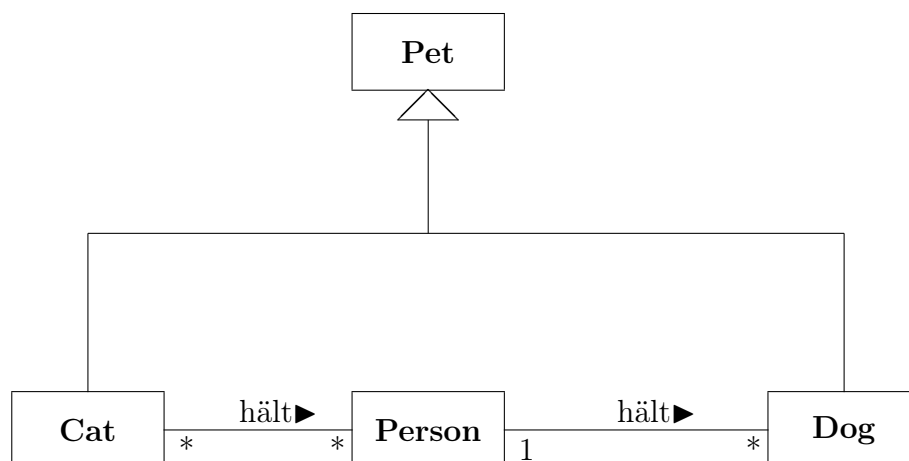 Pet
hält▶ hält▶
Cat * * Person 1 * Dog